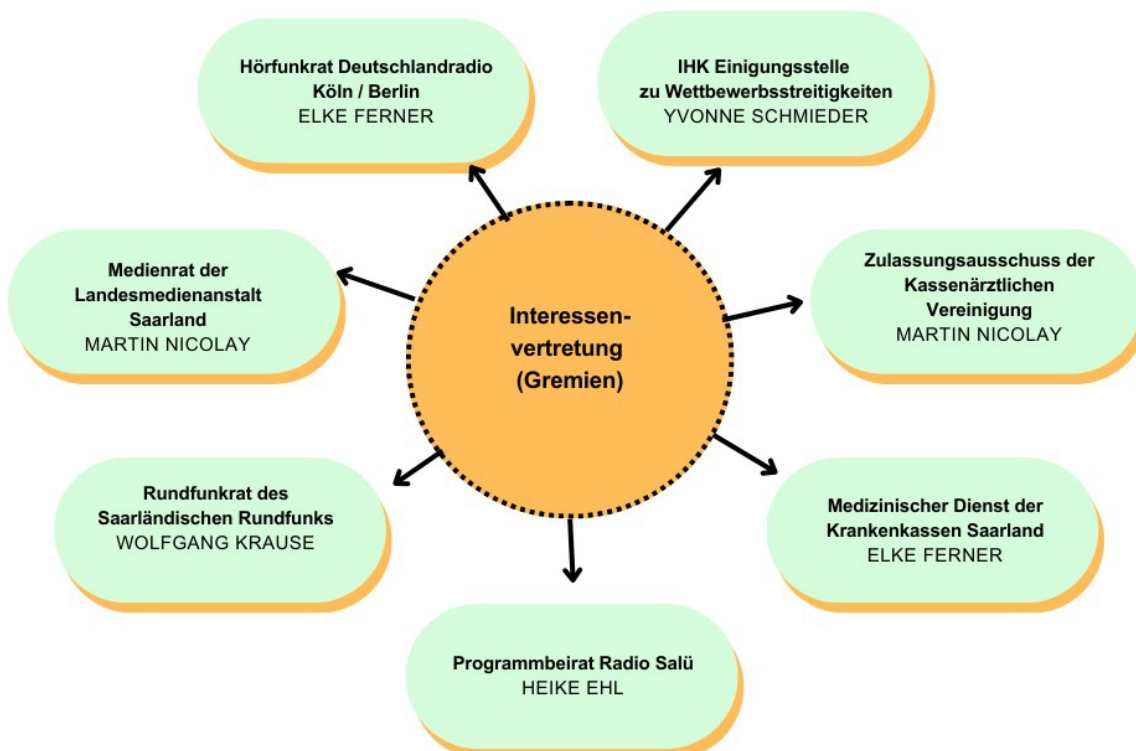 Hörfunkrat Deutschlandradio
Köln / Berlin
ELKE FERNER
IHK Einigungsstelle
zu Wettbewerbsstreitigkeiten
YVONNE SCHMIEDER
Medienrat der
Landesmedienanstalt
Saarland
MARTIN NICOLAY
Interessen-
vertretung
(Gremien)
Zulassungsausschuss der
Kassenärztlichen
Vereinigung
MARTIN NICOLAY
Rundfunkrat des
Saarländischen Rundfunks
WOLFGANG KRAUSE
Medizinischer Dienst der
Krankenkassen Saarland
ELKE FERNER
Programmbeirat Radio Salü
HEIKE EHL